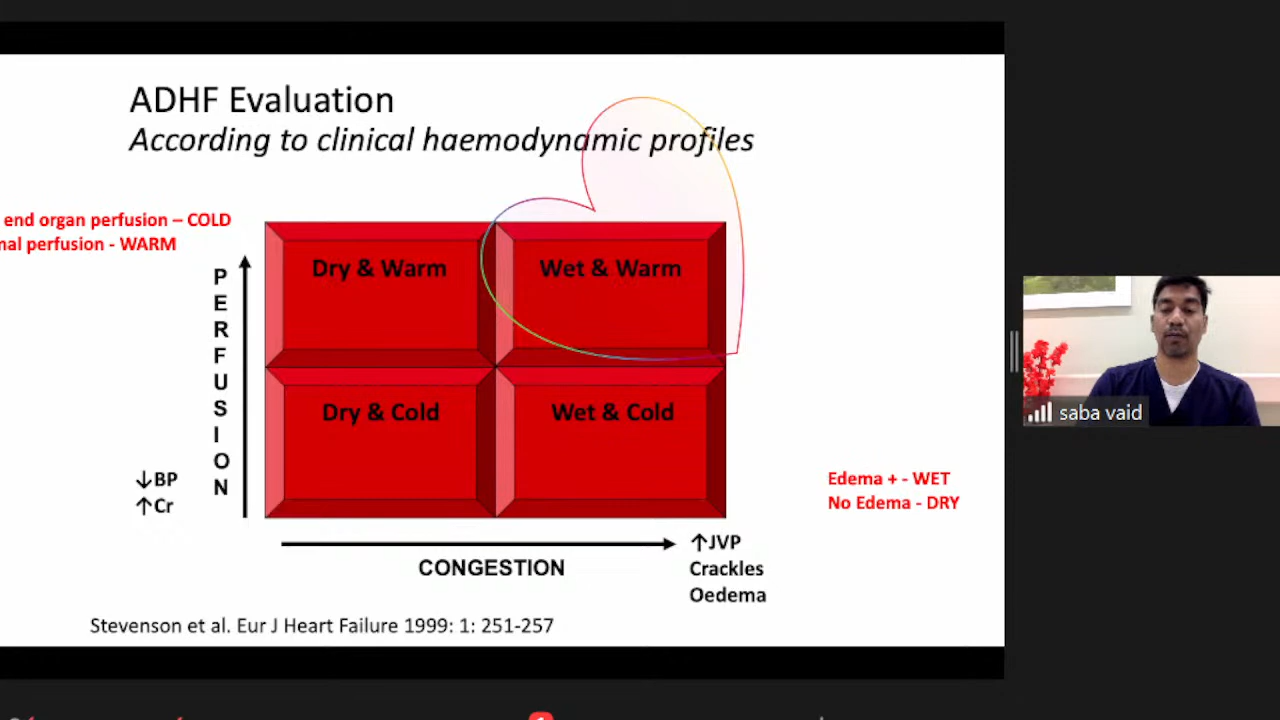 ADHF Evaluation
According to clinical haemodynamic profiles
end organ perfusion – COLD
perfusion - WARM
Dry & Warm
Wet & Warm
PERFUSION
Dry & Cold
Wet & Cold
↓BP
↑Cr
saba vaid
Edema + - WET
No Edema - DRY
CONGESTION
↑JVP
Crackles
Oedema
Stevenson et al. Eur J Heart Failure 1999: 1: 251-257